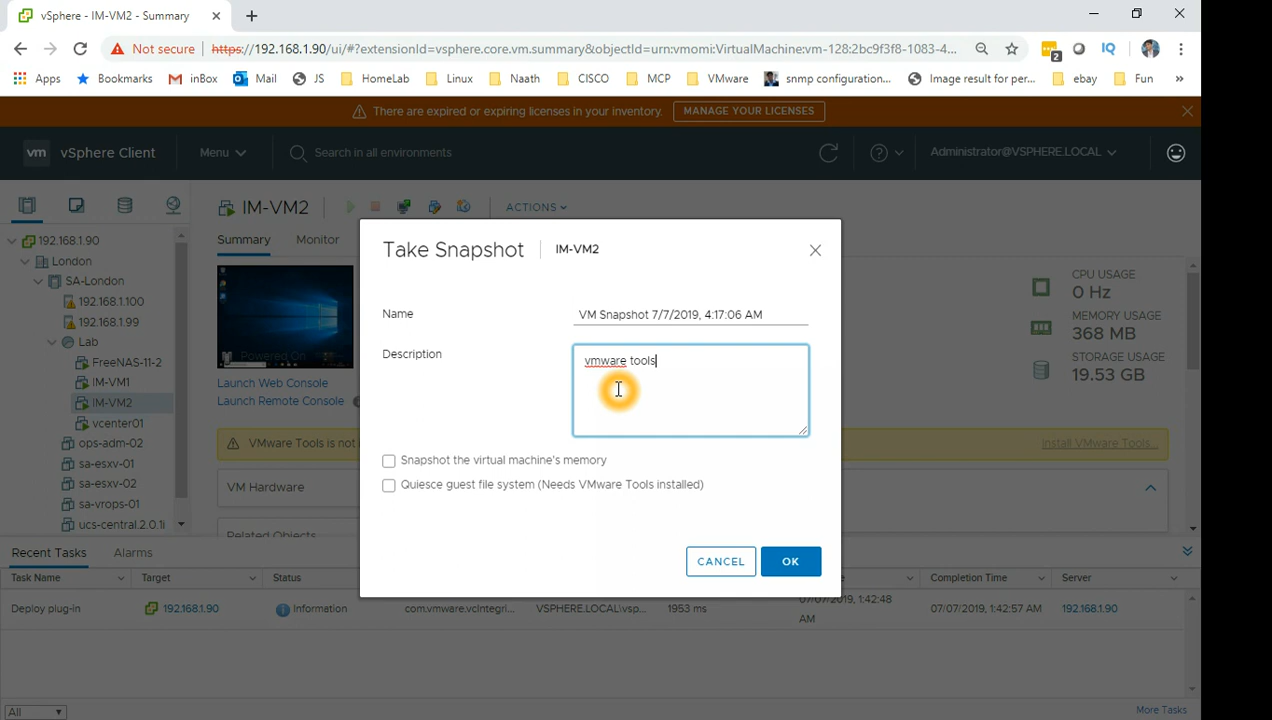 vSphere - IM-VM2 - Summary
Not secure
https://192.168.1.90/ui/#?extensionId=vsphere.core.vm.summary&objectId=urn:vmomi:VirtualMachine:vm-128:2bc9f3f8-1083-4...
2
IQ
Apps
Bookmarks
inBox
Mail
JS
HomeLab
Linux
Naath
CISCO
MCP
VMware
snmp configuration...
Image result for per...
ebay
Fun
»
There are expired or expiring licenses in your inventory.
MANAGE YOUR LICENSES
vm
vSphere Client
Menu
Search in all environments
Administrator@VSPHERE.LOCAL
IM-VM2
ACTIONS
192.168.1.90
London
SA-London
192.168.1.100
192.168.1.99
Lab
FreeNAS-11-2
IM-VM1
IM-VM2
vcenter01
ops-adm-02
sa-esxv-01
sa-esxv-02
sa-vrops-01
ucs-central.2.0.1i
Summary
Monitor
Powered On
Launch Web Console
Launch Remote Console
VMware Tools is not i
Install VMware Tools...
VM Hardware
Related Objects
CPU USAGE
0 Hz
MEMORY USAGE
368 MB
STORAGE USAGE
19.53 GB
Take Snapshot
IM-VM2
Name
VM Snapshot 7/7/2019, 4:17:06 AM
Description
vmware tools
Snapshot the virtual machine's memory
Quiesce guest file system (Needs VMware Tools installed)
CANCEL
OK
Recent Tasks
Alarms
Task Name
Target
Status
Completion Time
Server
Deploy plug-in
192.168.1.90
Information
com.vmware.vcIntegri...
VSPHERE.LOCAL\vsp...
1953 ms
07/07/2019, 1:42:48
AM
07/07/2019, 1:42:57 AM
192.168.1.90
All
More Tasks